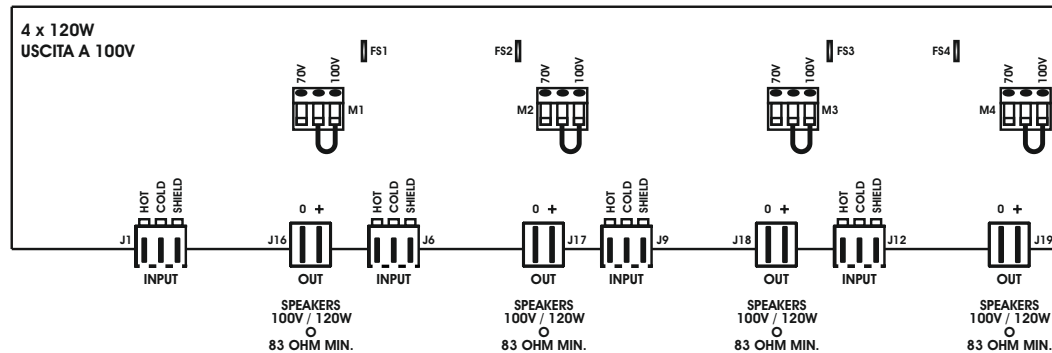 4 x 120W
USCITA A 100V
FS1
FS2
FS3
FS4
70V
100V
M1
70V
100V
M2
70V
100V
M3
70V
100V
M4
HOT
COLD
SHIELD
J1
INPUT
0 +
J16
OUT
HOT
COLD
SHIELD
J6
INPUT
0 +
J17
OUT
HOT
COLD
SHIELD
J9
INPUT
0 +
J18
OUT
HOT
COLD
SHIELD
J12
INPUT
0 +
J19
OUT
SPEAKERS
100V / 120W
O
83 OHM MIN.
SPEAKERS
100V / 120W
O
83 OHM MIN.
SPEAKERS
100V / 120W
O
83 OHM MIN.
SPEAKERS
100V / 120W
O
83 OHM MIN.